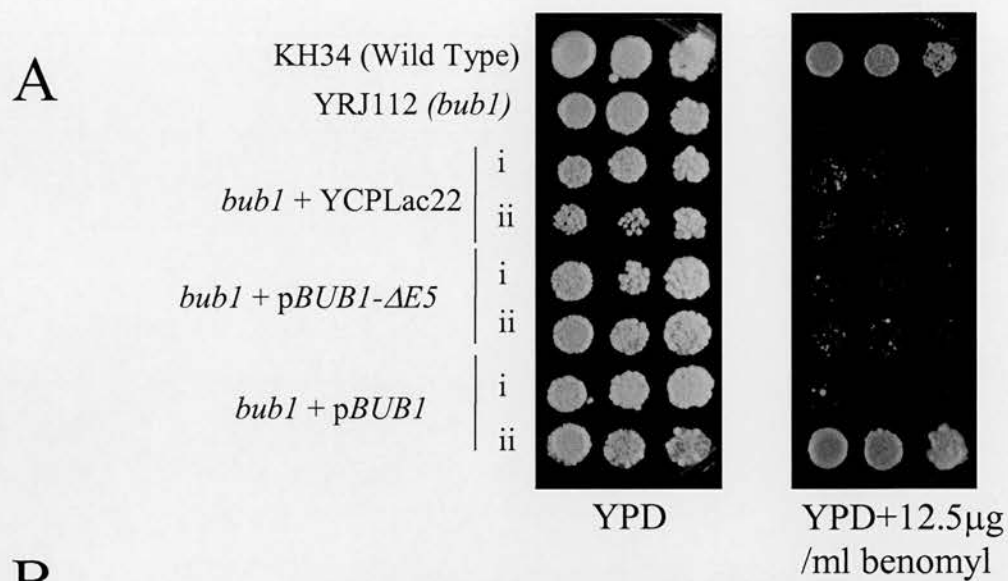 A
KH34 (Wild Type)
YRJ112 (bub1)
bub1 + YCPLac22
i
ii
bub1 + pBUB1-ΔE5
i
ii
bub1 + pBUB1
i
ii
YPD
YPD+12.5μg
/ml benomyl
B